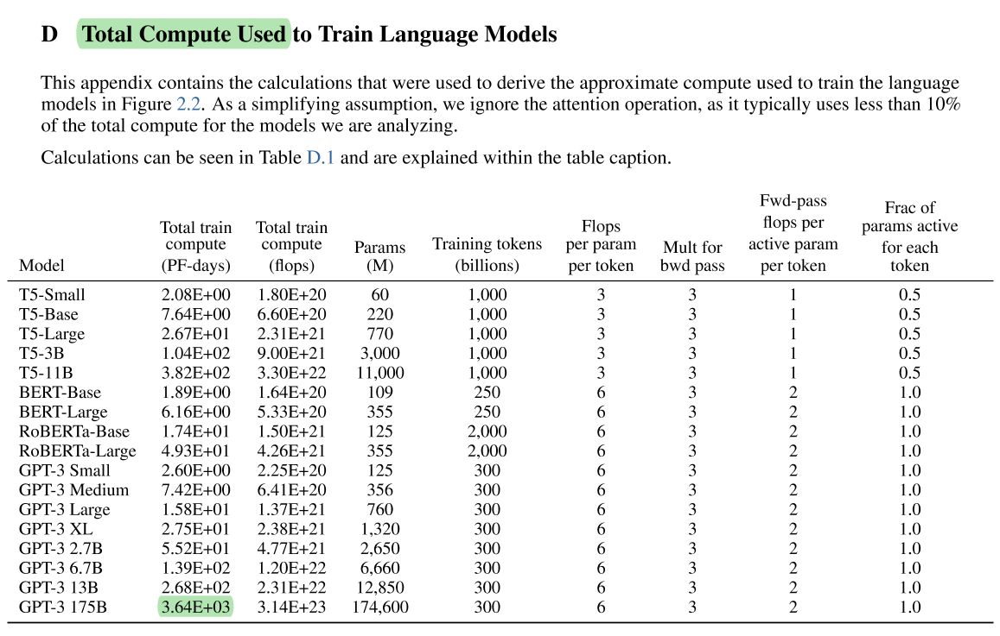 D Total Compute Used to Train Language Models
This appendix contains the calculations that were used to derive the approximate compute used to train the language
models in Figure 2.2. As a simplifying assumption, we ignore the attention operation, as it typically uses less than 10%
of the total compute for the models we are analyzing.
Calculations can be seen in Table D.1 and are explained within the table caption.
Model Total train compute (PF-days) Total train compute (flops) Params (M) Training tokens (billions) Flops per param per token Mult for bwd pass Fwd-pass flops per active param per token Frac of params active for each token
T5-Small 2.08E+00 1.80E+20 60 1,000 3 3 1 0.5
T5-Base 7.64E+00 6.60E+20 220 1,000 3 3 1 0.5
T5-Large 2.67E+01 2.31E+21 770 1,000 3 3 1 0.5
T5-3B 1.04E+02 9.00E+21 3,000 1,000 3 3 1 0.5
T5-11B 3.82E+02 3.30E+22 11,000 1,000 3 3 1 0.5
BERT-Base 1.89E+00 1.64E+20 109 250 6 3 2 1.0
BERT-Large 6.16E+00 5.33E+20 355 250 6 3 2 1.0
RoBERTa-Base 1.74E+01 1.50E+21 125 2,000 6 3 2 1.0
RoBERTa-Large 4.93E+01 4.26E+21 355 2,000 6 3 2 1.0
GPT-3 Small 2.60E+00 2.25E+20 125 300 6 3 2 1.0
GPT-3 Medium 7.42E+00 6.41E+20 356 300 6 3 2 1.0
GPT-3 Large 1.58E+01 1.37E+21 760 300 6 3 2 1.0
GPT-3 XL 2.75E+01 2.38E+21 1,320 300 6 3 2 1.0
GPT-3 2.7B 5.52E+01 4.77E+21 2,650 300 6 3 2 1.0
GPT-3 6.7B 1.39E+02 1.20E+22 6,660 300 6 3 2 1.0
GPT-3 13B 2.68E+02 2.31E+22 12,850 300 6 3 2 1.0
GPT-3 175B 3.64E+03 3.14E+23 174,600 300 6 3 2 1.0